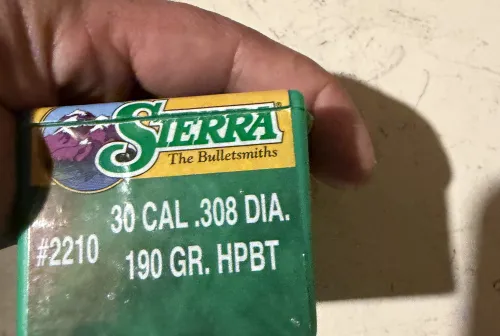 SIERRA
The Bulletsmiths
30 CAL .308 DIA.
#2210
190 GR. HPBT